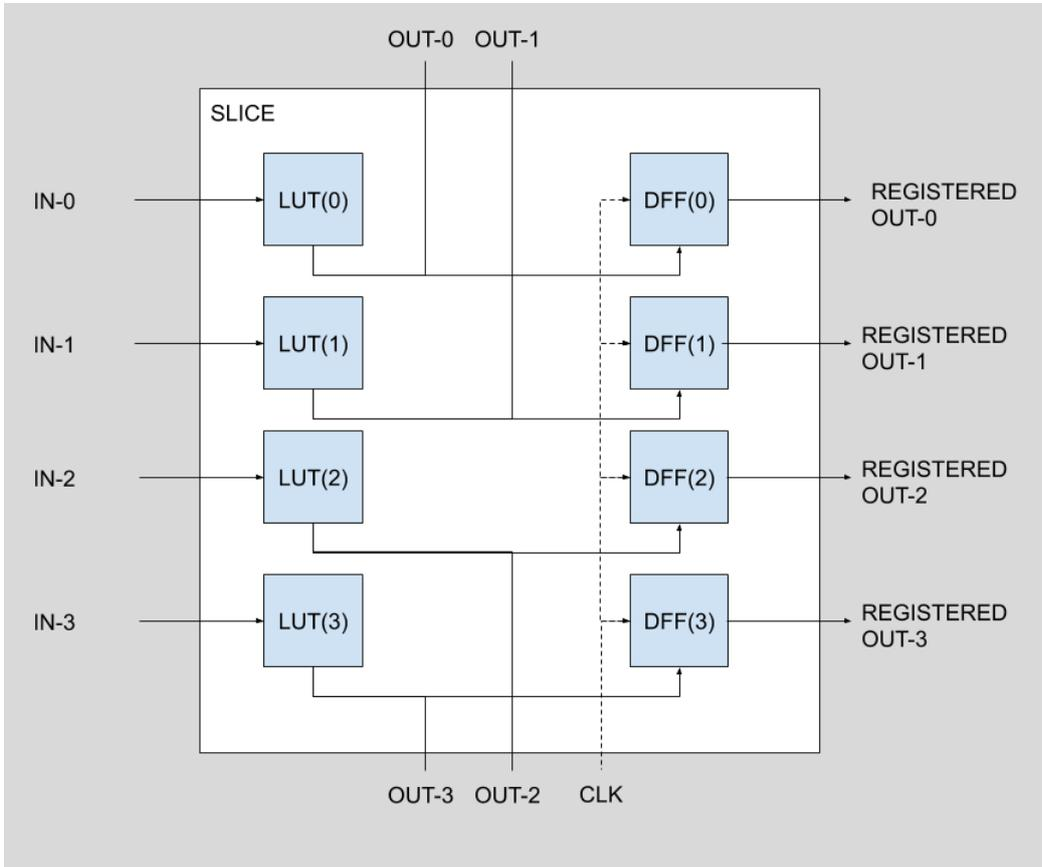 OUT-0 OUT-1
SLICE
IN-0
LUT(0)
DFF(0)
REGISTERED
OUT-0
IN-1
LUT(1)
DFF(1)
REGISTERED
OUT-1
IN-2
LUT(2)
DFF(2)
REGISTERED
OUT-2
IN-3
LUT(3)
DFF(3)
REGISTERED
OUT-3
OUT-3 OUT-2 CLK